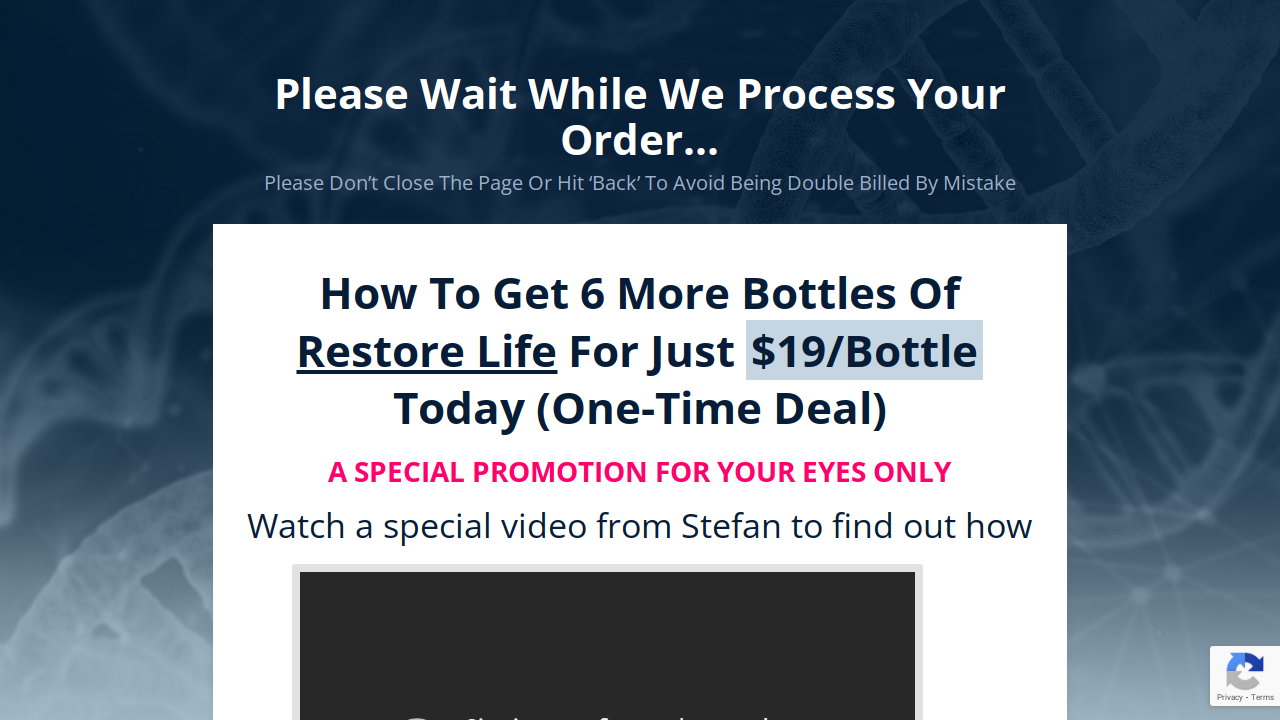 Please Wait While We Process Your
Order...
Please Don’t Close The Page Or Hit ‘Back’ To Avoid Being Double Billed By Mistake
How To Get 6 More Bottles Of
Restore Life For Just $19/Bottle
Today (One-Time Deal)
A SPECIAL PROMOTION FOR YOUR EYES ONLY
Watch a special video from Stefan to find out how
Privacy - Terms